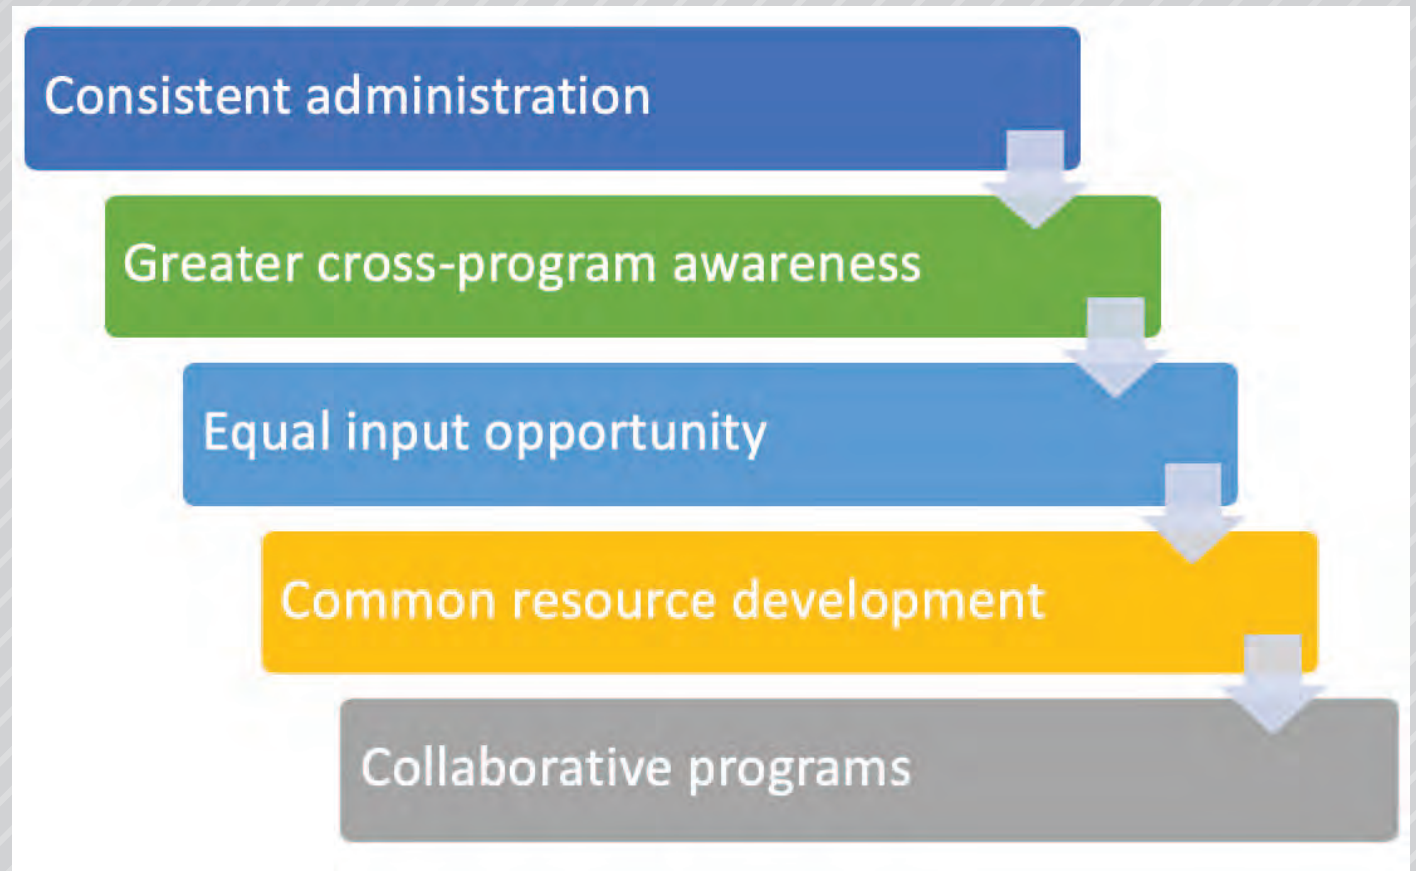 Consistent administration
Greater cross-program awareness
Equal input opportunity
Common resource development
Collaborative programs